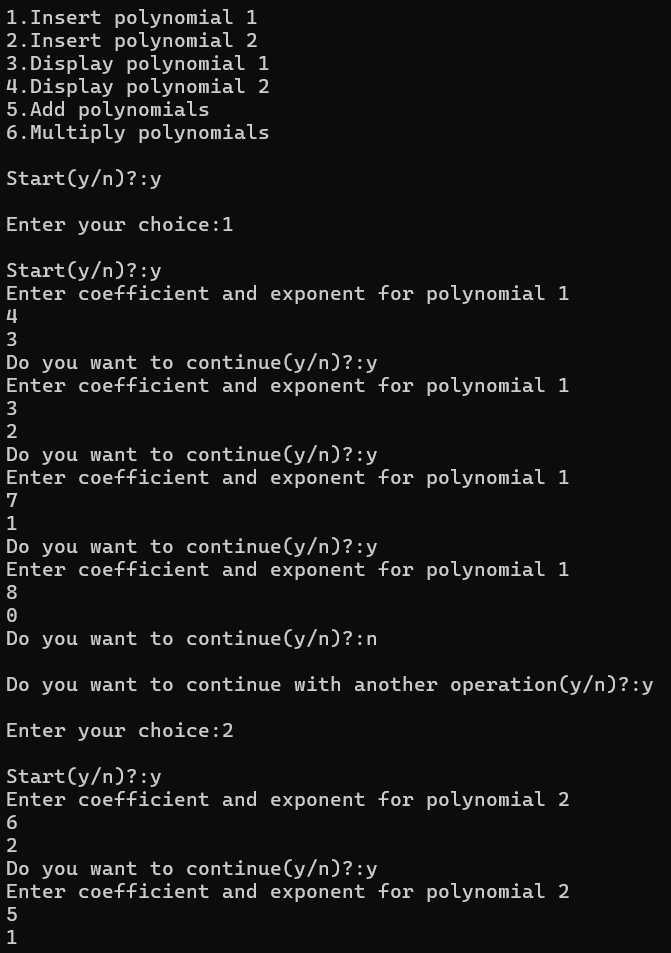 1.Insert polynomial 1
2.Insert polynomial 2
3.Display polynomial 1
4.Display polynomial 2
5.Add polynomials
6.Multiply polynomials
Start(y/n)?:y
Enter your choice:1
Start(y/n)?:y
Enter coefficient and exponent for polynomial 1
4
3
Do you want to continue(y/n)?:y
Enter coefficient and exponent for polynomial 1
3
2
Do you want to continue(y/n)?:y
Enter coefficient and exponent for polynomial 1
7
1
Do you want to continue(y/n)?:y
Enter coefficient and exponent for polynomial 1
8
0
Do you want to continue(y/n)?:n
Do you want to continue with another operation(y/n)?:y
Enter your choice:2
Start(y/n)?:y
Enter coefficient and exponent for polynomial 2
6
2
Do you want to continue(y/n)?:y
Enter coefficient and exponent for polynomial 2
5
1